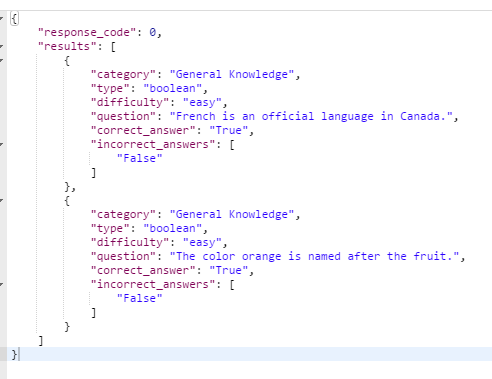 {
"response_code": 0,
"results": [
{
"category": "General Knowledge",
"type": "boolean",
"difficulty": "easy",
"question": "French is an official language in Canada.",
"correct_answer": "True",
"incorrect_answers": [
"False"
]
},
{
"category": "General Knowledge",
"type": "boolean",
"difficulty": "easy",
"question": "The color orange is named after the fruit.",
"correct_answer": "True",
"incorrect_answers": [
"False"
]
}
]
}